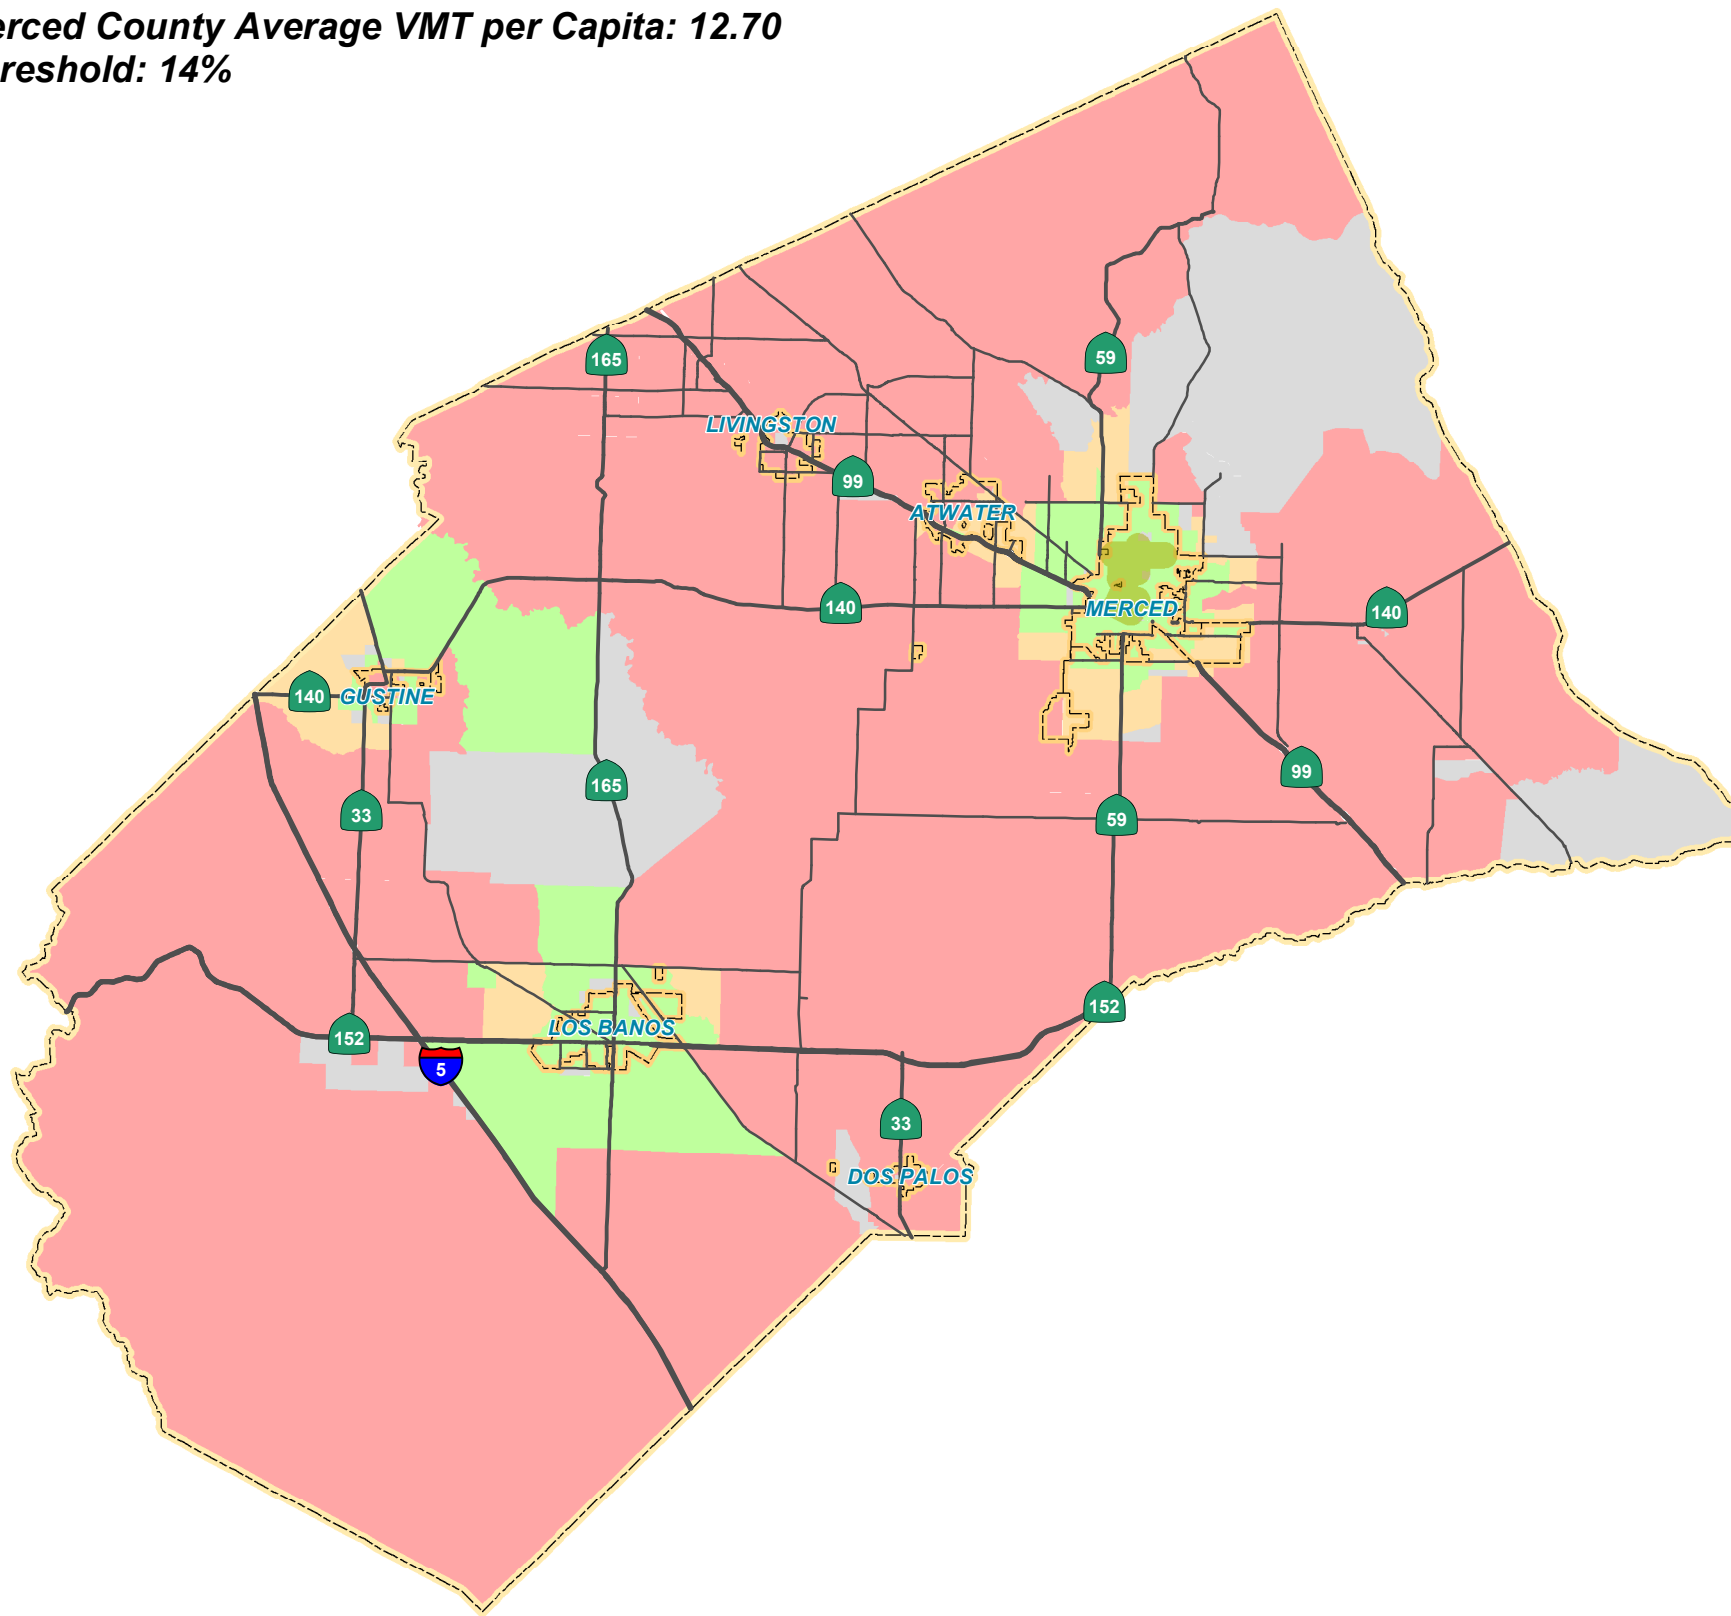 erced County Average VMT per Capita: 12.70
reshold: 14%
165
59
LIVINGSTON
99
ATWATER
140
MERCED
140
140
GUSTINE
165
99
33
59
152
LOS BANOS
152
5
33
DOS PALOS